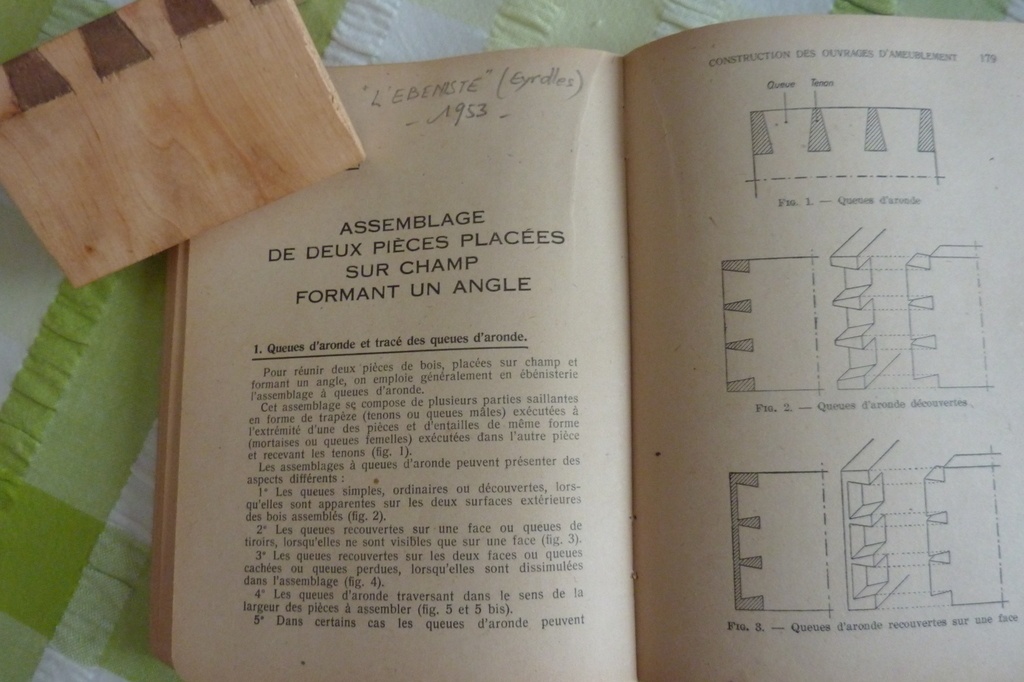 "L'EBENISTE" (Eyrolles)
- 1953 -
ASSEMBLAGE
DE DEUX PIÈCES PLACÉES
SUR CHAMP
FORMANT UN ANGLE
1. Queues d'aronde et tracé des queues d'aronde.
Pour réunir deux pièces de bois, placées sur champ et
formant un angle, on emploie généralement en ébénisterie
l'assemblage à queues d'aronde.
Cet assemblage se compose de plusieurs parties saillantes
en forme de trapèze (tenons ou queues mâles) exécutées à
l'extrémité d'une des pièces et d'entailles de même forme
(mortaises ou queues femelles) exécutées dans l'autre pièce
et recevant les tenons (fig. 1).
Les assemblages à queues d'aronde peuvent présenter des
aspects différents :
1° Les queues simples, ordinaires ou découvertes, lors-
qu'elles sont apparentes sur les deux surfaces extérieures
des bois assemblés (fig. 2).
2° Les queues recouvertes sur une face ou queues de
tiroirs, lorsqu'elles ne sont visibles que sur une face (fig. 3).
3° Les queues recouvertes sur les deux faces ou queues
cachées ou queues perdues, lorsqu'elles sont dissimulées
dans l'assemblage (fig. 4).
4° Les queues d'aronde traversant dans le sens de la
largeur des pièces à assembler (fig. 5 et 5 bis).
5° Dans certains cas les queues d'aronde peuvent
CONSTRUCTION DES OUVRAGES D'AMEUBLEMENT 179
Queue Tenon
FIG. 1. — Queues d'aronde
FIG. 2. — Queues d'aronde découvertes.
FIG. 3. — Queues d'aronde recouvertes sur une face